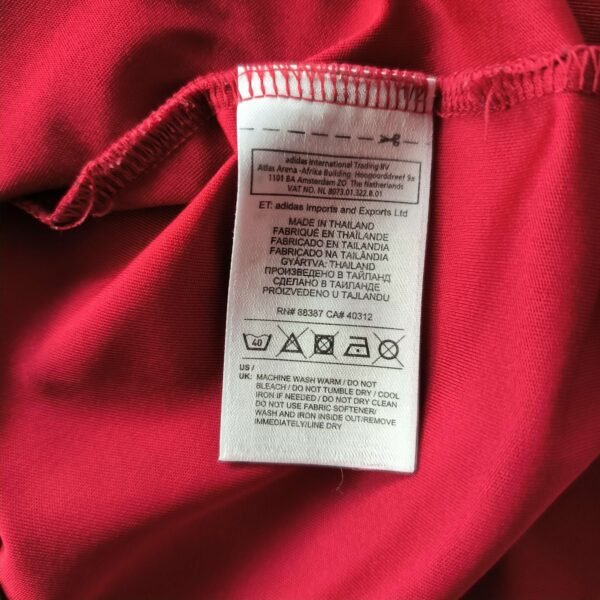 adidas International Trading BV
Atlas Arena -Afrika Building Hoogoorddreef 9a
1101 BA Amsterdam ZO The Netherlands
VAT NO. NL 8073.01.322.B.01
ET: adidas Imports and Exports Ltd
MADE IN THAILAND
FABRIQUÉ EN THAÏLANDE
FABRICADO EN TAILANDIA
FABRICADO NA TAILÂNDIA
GYÁRTVA: THAILAND
ПРОИЗВЕДЕНО В ТАЙЛАНД
СДЕЛАНО В ТАИЛАНДЕ
PROIZVEDENO U TAJLANDU
RN# 88387 CA# 40312
40
US /
UK: MACHINE WASH WARM / DO NOT
BLEACH / DO NOT TUMBLE DRY / COOL
IRON IF NEEDED / DO NOT DRY CLEAN
DO NOT USE FABRIC SOFTENER/
WASH AND IRON INSIDE OUT/REMOVE
IMMEDIATELY/LINE DRY